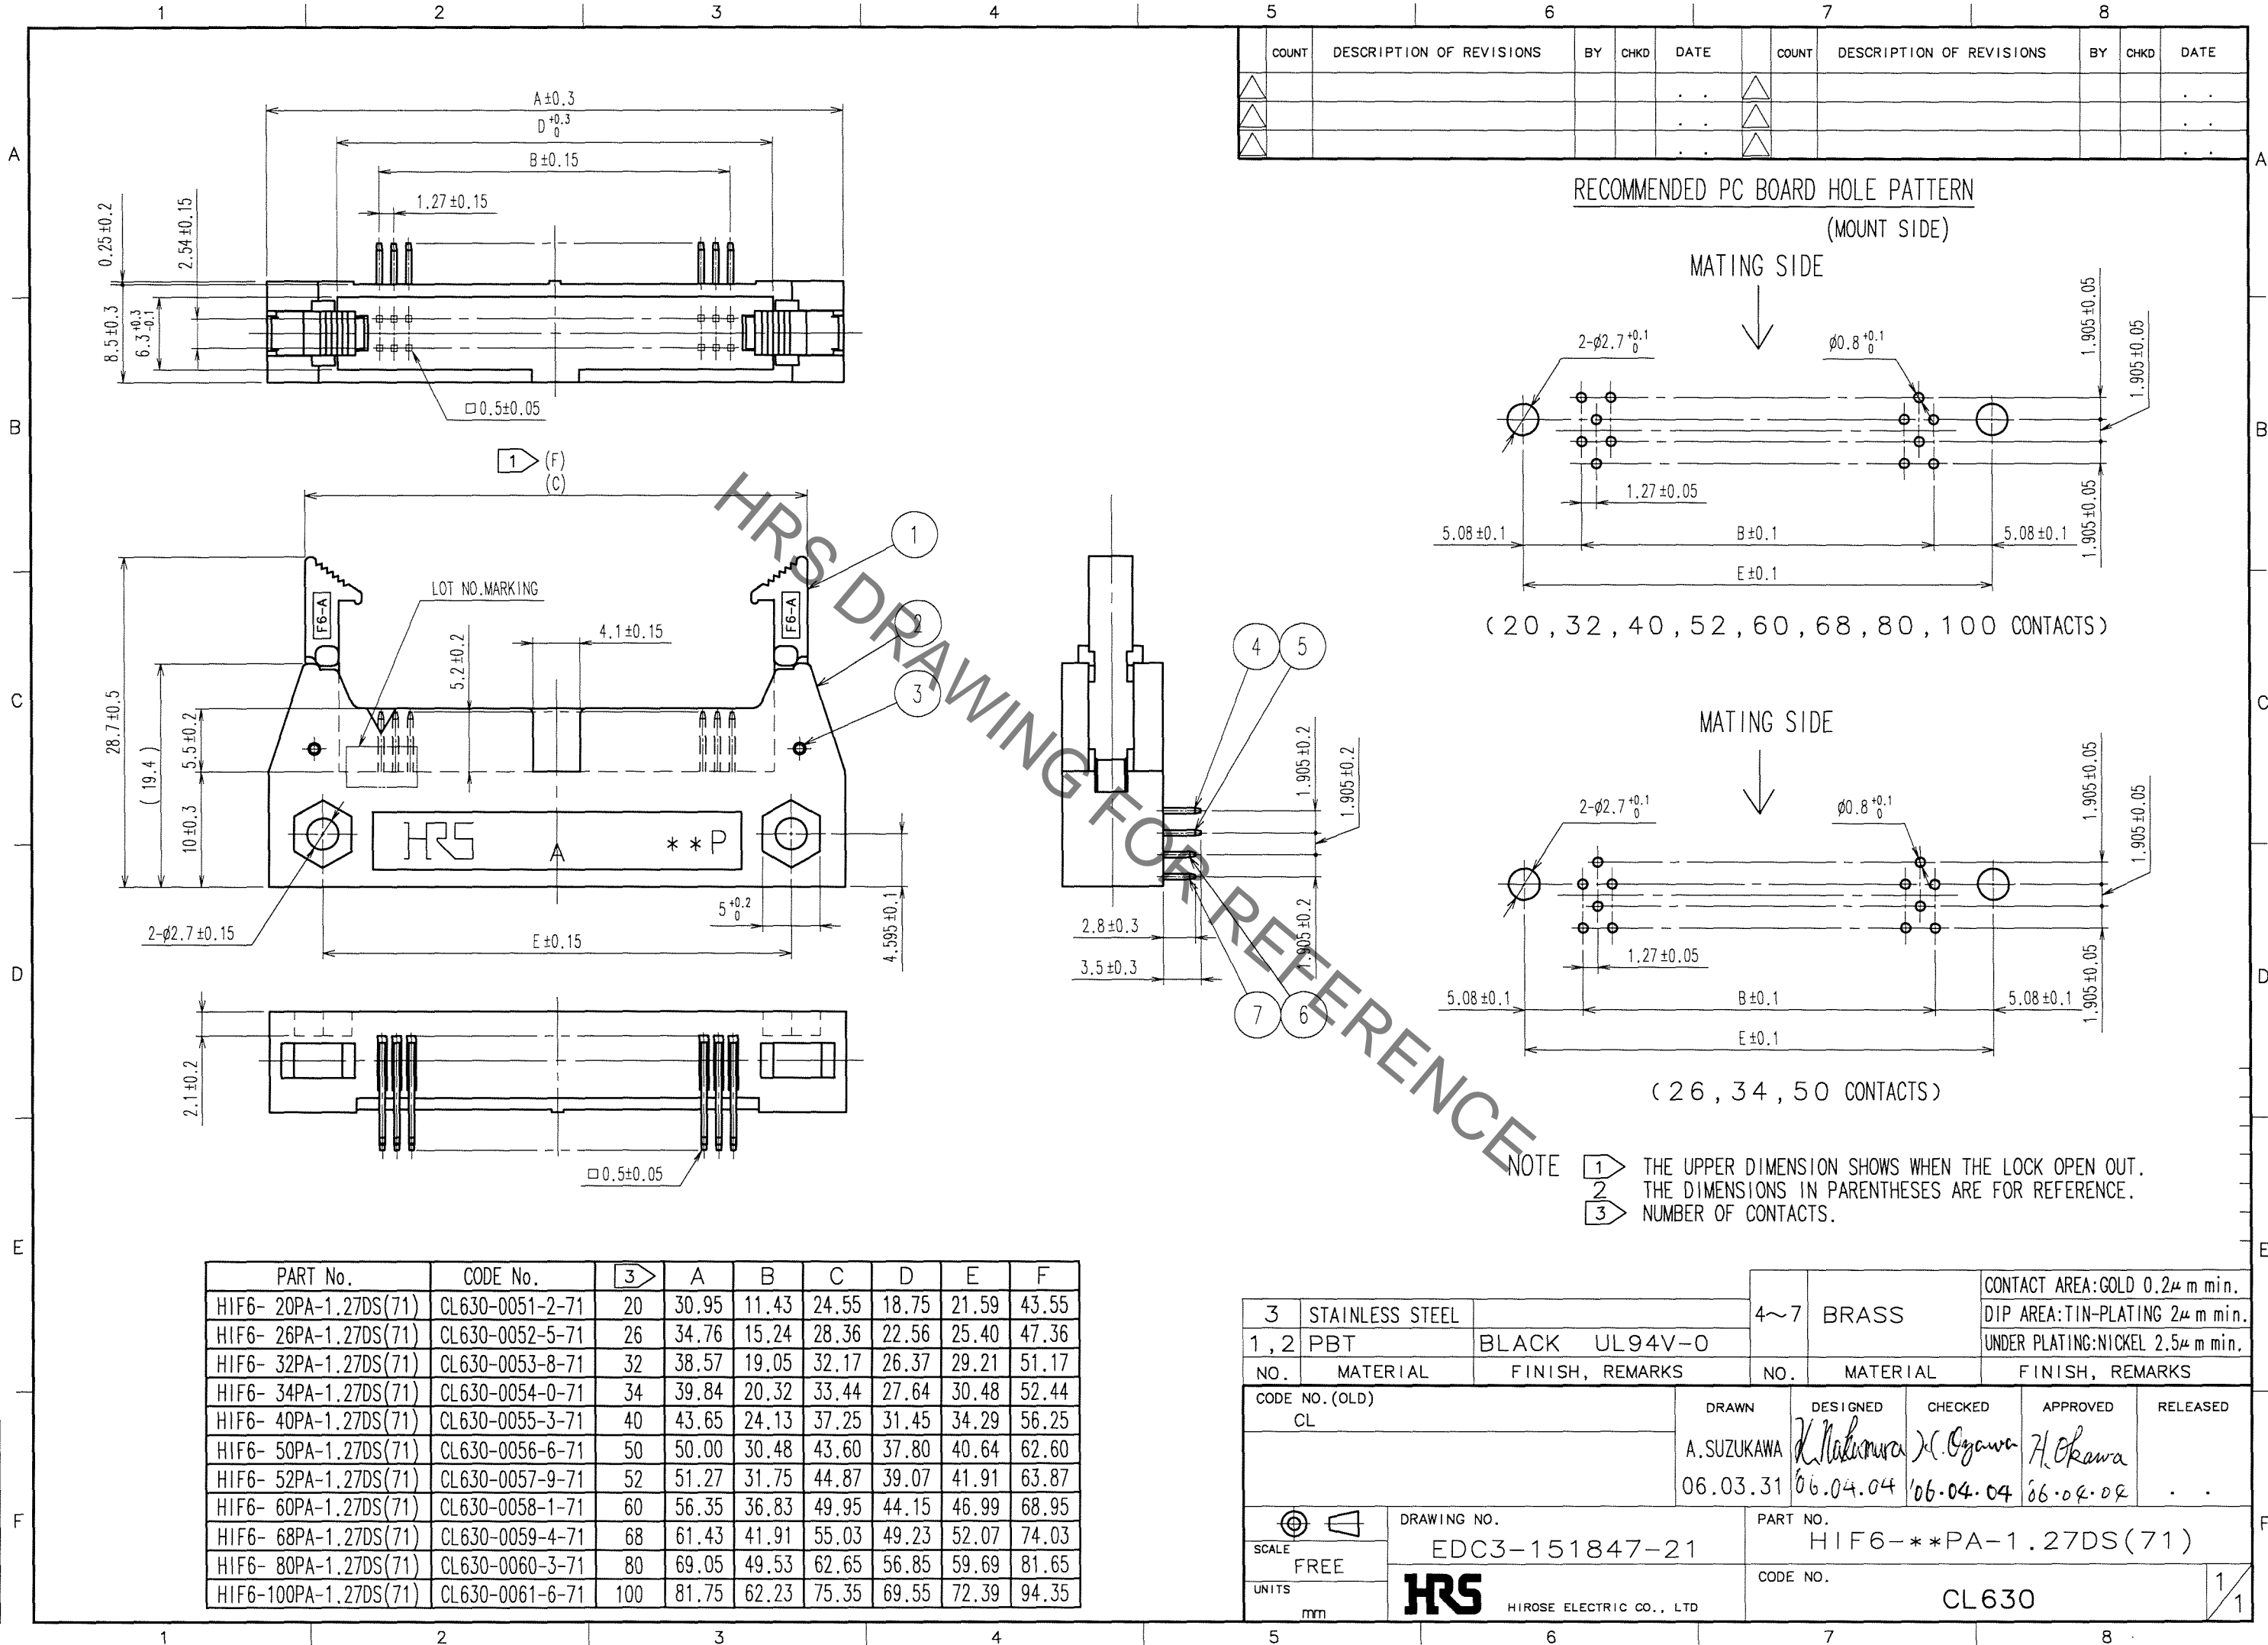 1 2 3 4 5 6 7 8
A
B
C
D
E
F
COUNT DESCRIPTION OF REVISIONS BY CHKD DATE COUNT DESCRIPTION OF REVISIONS BY CHKD DATE
. . . .
. . . .
. . . .
A±0.3
D +0.3 0
B±0.15
1.27±0.15
0.25±0.2
2.54±0.15
8.5±0.3
6.3 +0.3 -0.1
□0.5±0.05
1 (F)
(C)
LOT NO.MARKING
F6-A
F6-A
4.1±0.15
5.2±0.2
28.7±0.5
(19.4)
5.5±0.2
10±0.3
HRS A **P
2-ø2.7±0.15
E±0.15
5 +0.2 0
4.595±0.1
1
2
3
2.1±0.2
□0.5±0.05
4 5
1.905±0.2
1.905±0.2
1.905±0.2
2.8±0.3
3.5±0.3
7 6
HRS DRAWING FOR REFERENCE
RECOMMENDED PC BOARD HOLE PATTERN
(MOUNT SIDE)
MATING SIDE
2-ø2.7 +0.1 0
ø0.8 +0.1 0
1.905±0.05
1.905±0.05
1.905±0.05
1.27±0.05
5.08±0.1 B±0.1 5.08±0.1
E±0.1
(20,32,40,52,60,68,80,100 CONTACTS)
MATING SIDE
2-ø2.7 +0.1 0
ø0.8 +0.1 0
1.905±0.05
1.905±0.05
1.905±0.05
1.27±0.05
5.08±0.1 B±0.1 5.08±0.1
E±0.1
(26,34,50 CONTACTS)
NOTE 1 THE UPPER DIMENSION SHOWS WHEN THE LOCK OPEN OUT.
2 THE DIMENSIONS IN PARENTHESES ARE FOR REFERENCE.
3 NUMBER OF CONTACTS.
PART No. CODE No. 3 A B C D E F
HIF6- 20PA-1.27DS(71) CL630-0051-2-71 20 30.95 11.43 24.55 18.75 21.59 43.55
HIF6- 26PA-1.27DS(71) CL630-0052-5-71 26 34.76 15.24 28.36 22.56 25.40 47.36
HIF6- 32PA-1.27DS(71) CL630-0053-8-71 32 38.57 19.05 32.17 26.37 29.21 51.17
HIF6- 34PA-1.27DS(71) CL630-0054-0-71 34 39.84 20.32 33.44 27.64 30.48 52.44
HIF6- 40PA-1.27DS(71) CL630-0055-3-71 40 43.65 24.13 37.25 31.45 34.29 56.25
HIF6- 50PA-1.27DS(71) CL630-0056-6-71 50 50.00 30.48 43.60 37.80 40.64 62.60
HIF6- 52PA-1.27DS(71) CL630-0057-9-71 52 51.27 31.75 44.87 39.07 41.91 63.87
HIF6- 60PA-1.27DS(71) CL630-0058-1-71 60 56.35 36.83 49.95 44.15 46.99 68.95
HIF6- 68PA-1.27DS(71) CL630-0059-4-71 68 61.43 41.91 55.03 49.23 52.07 74.03
HIF6- 80PA-1.27DS(71) CL630-0060-3-71 80 69.05 49.53 62.65 56.85 59.69 81.65
HIF6-100PA-1.27DS(71) CL630-0061-6-71 100 81.75 62.23 75.35 69.55 72.39 94.35
3 STAINLESS STEEL
1,2 PBT BLACK UL94V-0
NO. MATERIAL FINISH, REMARKS NO. MATERIAL FINISH, REMARKS
4~7 BRASS
CONTACT AREA:GOLD 0.2μm min.
DIP AREA:TIN-PLATING 2μm min.
UNDER PLATING:NICKEL 2.5μm min.
CODE NO.(OLD)
CL
DRAWN DESIGNED CHECKED APPROVED RELEASED
A.SUZUKAWA K.Nakamura K.Ozawa H.Okawa
06.03.31 '06.04.04 '06.04.04 '06.04.04 . .
SCALE
FREE
UNITS
mm
DRAWING NO.
EDC3-151847-21
PART NO.
HIF6-**PA-1.27DS(71)
HRS HIROSE ELECTRIC CO., LTD
CODE NO.
CL630
1/1
1 2 3 4 5 6 7 8